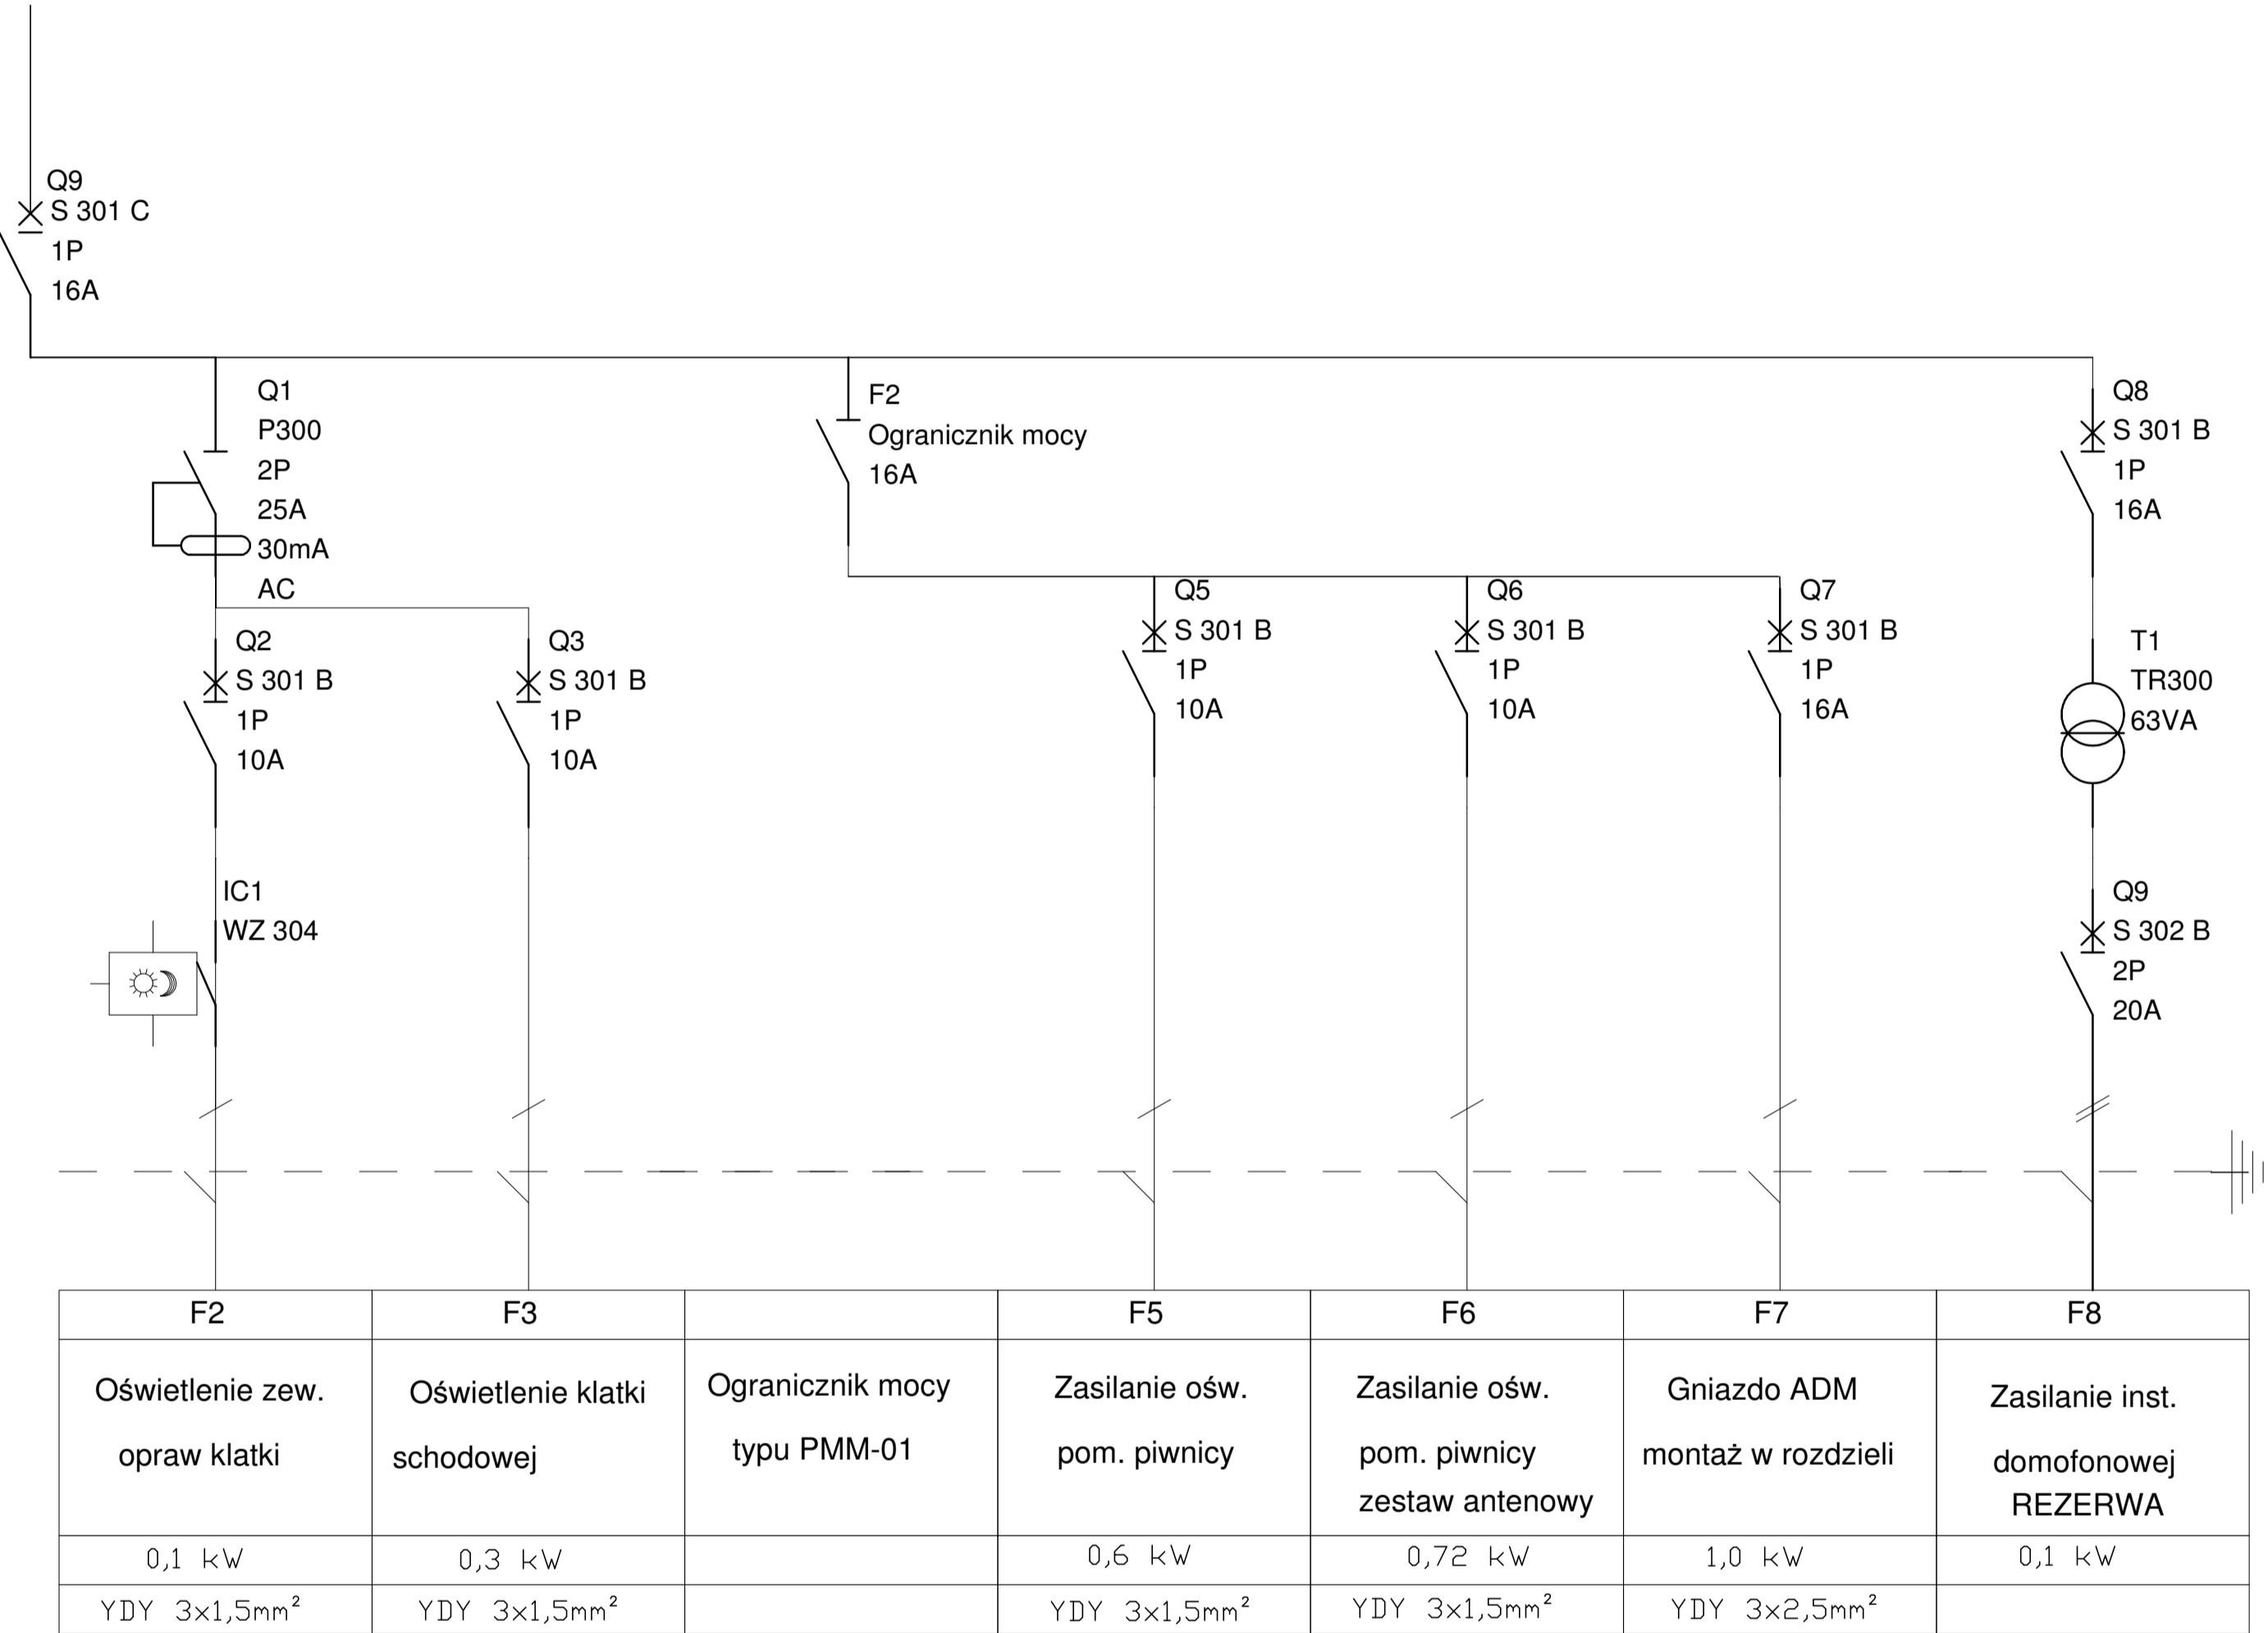 Q9
S 301 C
1P
16A
Q1
P300
2P
25A
30mA
AC
F2
Ogranicznik mocy
16A
Q8
S 301 B
1P
16A
Q2
S 301 B
1P
10A
Q3
S 301 B
1P
10A
Q5
S 301 B
1P
10A
Q6
S 301 B
1P
10A
Q7
S 301 B
1P
16A
T1
TR300
63VA
IC1
WZ 304
Q9
S 302 B
2P
20A
F2
F3
F5
F6
F7
F8
Oświetlenie zew.
opraw klatki
Oświetlenie klatki
schodowej
Ogranicznik mocy
typu PMM-01
Zasilanie ośw.
pom. piwnicy
Zasilanie ośw.
pom. piwnicy
zestaw antenowy
Gniazdo ADM
montaż w rozdzieli
Zasilanie inst.
domofonowej
REZERWA
0,1 kW
0,3 kW
0,6 kW
0,72 kW
1,0 kW
0,1 kW
YDY 3x1,5mm²
YDY 3x1,5mm²
YDY 3x1,5mm²
YDY 3x1,5mm²
YDY 3x2,5mm²